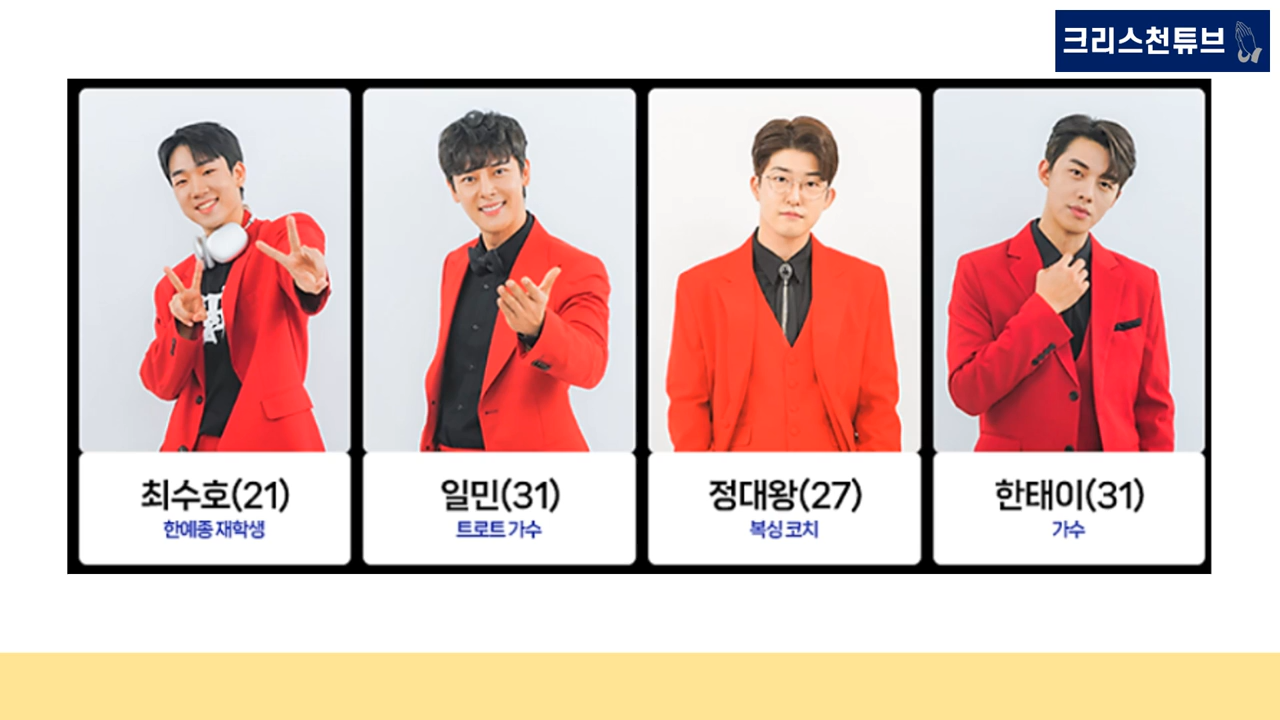 크리스천튜브
최수호(21)
한예종 재학생
일민(31)
트로트 가수
정대왕(27)
복싱 코치
한태이(31)
가수